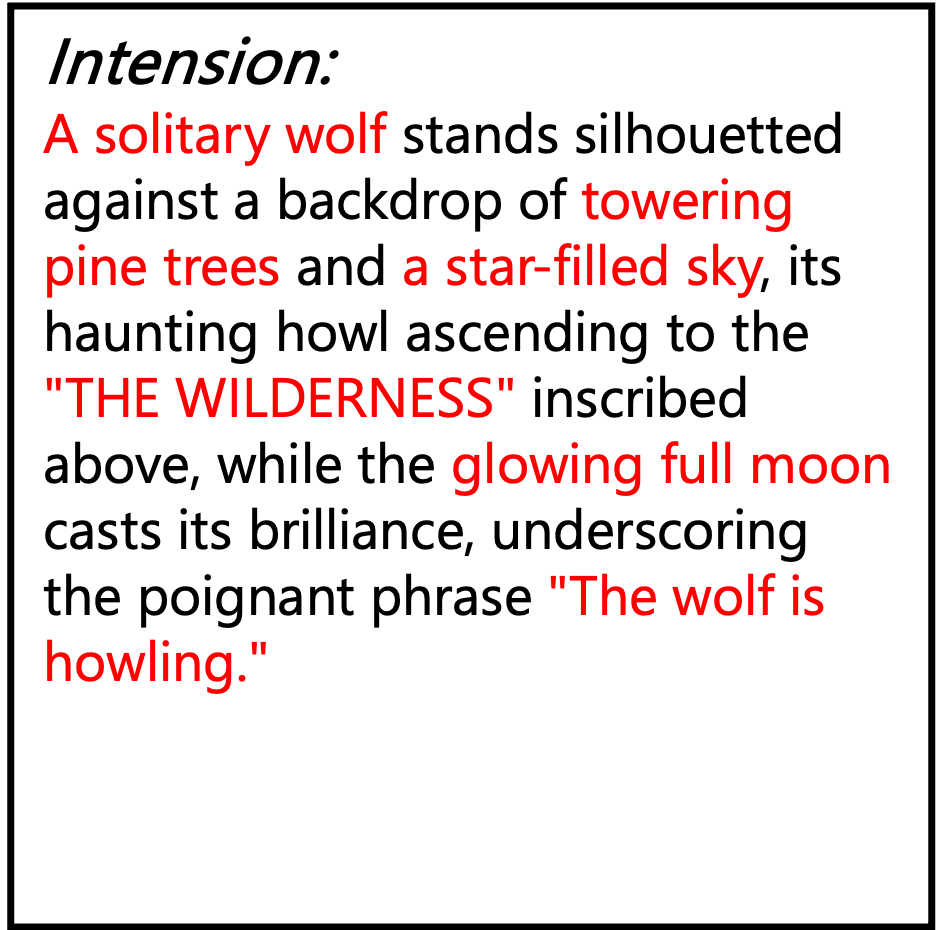 Intension:
A solitary wolf stands silhouetted
against a backdrop of towering
pine trees and a star-filled sky, its
haunting howl ascending to the
"THE WILDERNESS" inscribed
above, while the glowing full moon
casts its brilliance, underscoring
the poignant phrase "The wolf is
howling."